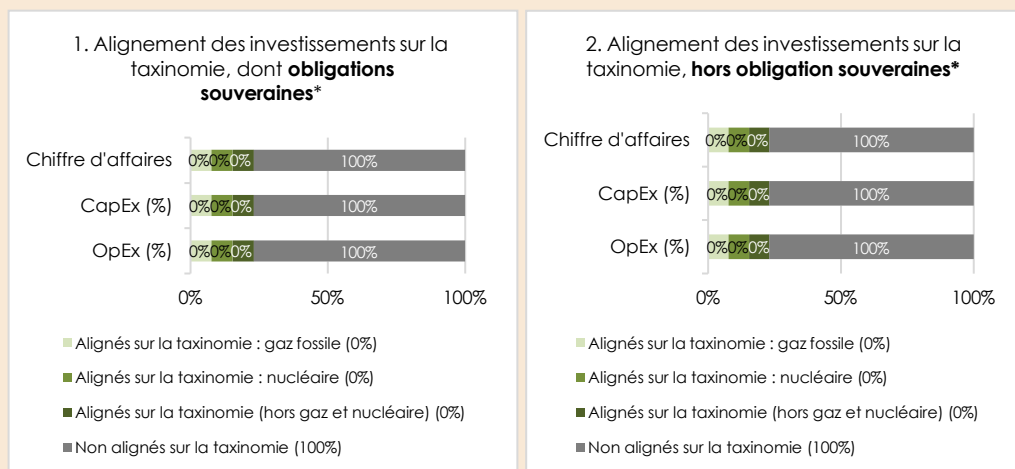 1. Alignement des investissements sur la
taxinomie, dont obligations
souveraines*
Chiffre d'affaires
0% 0% 0% 100%
CapEx (%)
0% 0% 0% 100%
OpEx (%)
0% 0% 0% 100%
0% 50% 100%
Alignés sur la taxinomie : gaz fossile (0%)
Alignés sur la taxinomie : nucléaire (0%)
Alignés sur la taxinomie (hors gaz et nucléaire) (0%)
Non alignés sur la taxinomie (100%)
2. Alignement des investissements sur la
taxinomie, hors obligation souveraines*
Chiffre d'affaires
0% 0% 0% 100%
CapEx (%)
0% 0% 0% 100%
OpEx (%)
0% 0% 0% 100%
0% 50% 100%
Alignés sur la taxinomie : gaz fossile (0%)
Alignés sur la taxinomie : nucléaire (0%)
Alignés sur la taxinomie (hors gaz et nucléaire) (0%)
Non alignés sur la taxinomie (100%)